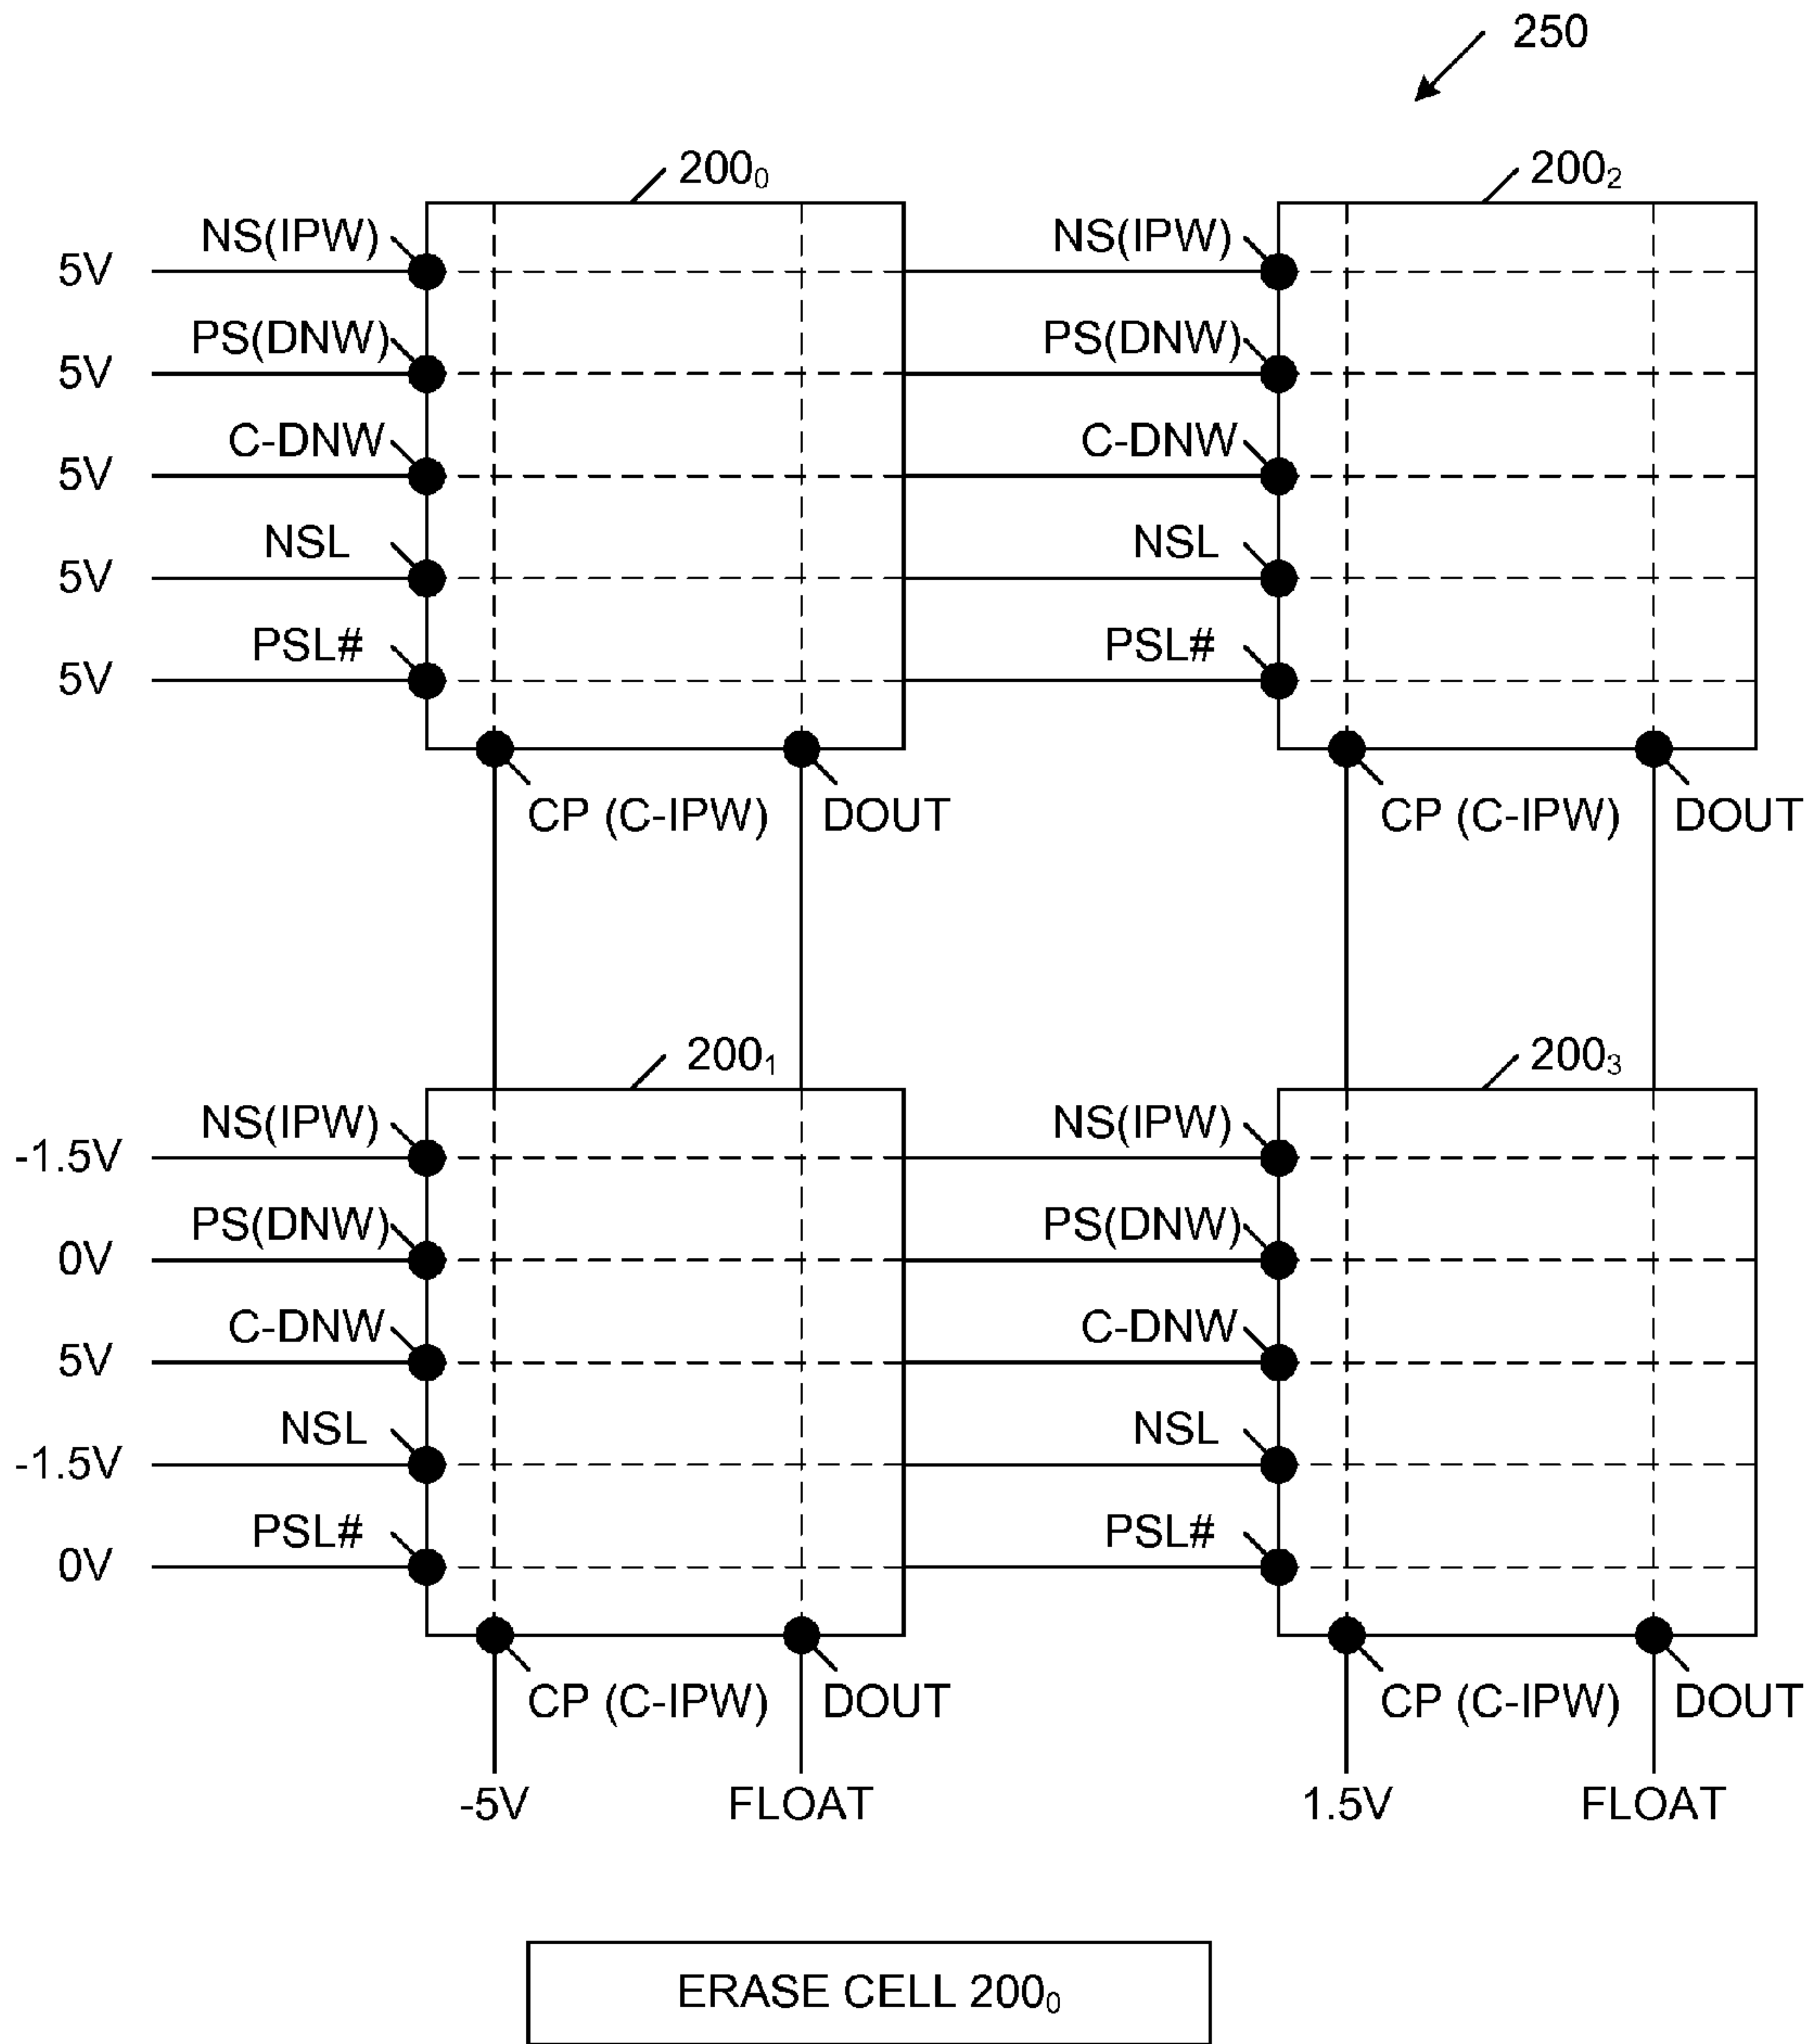 250
200₀ 200₂
NS(IPW) NS(IPW)
5V
PS(DNW) PS(DNW)
5V
C-DNW C-DNW
5V
NSL NSL
5V
PSL# PSL#
5V
CP (C-IPW) DOUT CP (C-IPW) DOUT
200₁ 200₃
NS(IPW) NS(IPW)
-1.5V
PS(DNW) PS(DNW)
0V
C-DNW C-DNW
5V
NSL NSL
-1.5V
PSL# PSL#
0V
CP (C-IPW) DOUT CP (C-IPW) DOUT
-5V FLOAT 1.5V FLOAT
ERASE CELL 200₀